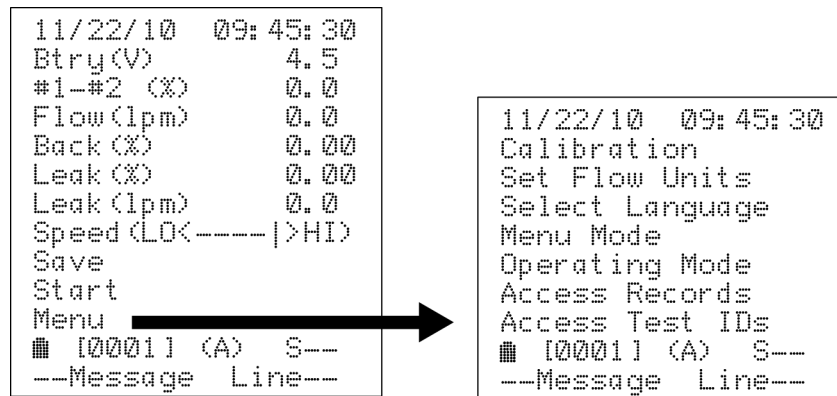 11/22/10 09:45:30
Btry(V) 4.5
#1-#2 (%) 0.0
Flow(lpm) 0.0
Back(%) 0.00
Leak(%) 0.00
Leak(lpm) 0.0
Speed(LO<----|>HI)
Save
Start
Menu
[0001] (A) S--
--Message Line--
11/22/10 09:45:30
Calibration
Set Flow Units
Select Language
Menu Mode
Operating Mode
Access Records
Access Test IDs
[0001] (A) S--
--Message Line--